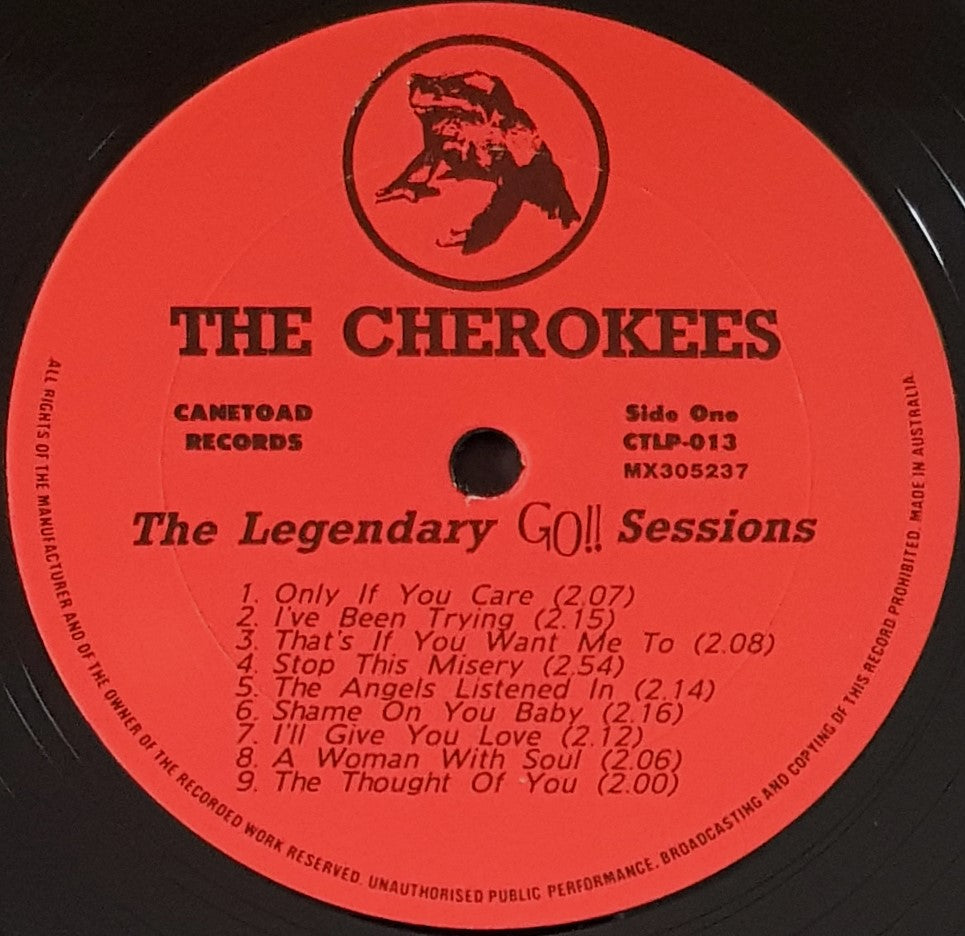 THE CHEROKEES
CANETOAD
RECORDS
Side One
CTLP-013
MX305237
The Legendary GO!! Sessions
1. Only If You Care (2.07)
2. I've Been Trying (2.15)
3. That's If You Want Me To (2.08)
4. Stop This Misery (2.54)
5. The Angels Listened In (2.14)
6. Shame On You Baby (2.16)
7. I'll Give You Love (2.12)
8. A Woman With Soul (2.06)
9. The Thought Of You (2.00)
ALL RIGHTS OF THE MANUFACTURER AND OF THE OWNER OF THE RECORDED WORK RESERVED. UNAUTHORISED PUBLIC PERFORMANCE, BROADCASTING AND COPYING OF THIS RECORD PROHIBITED. MADE IN AUSTRALIA.